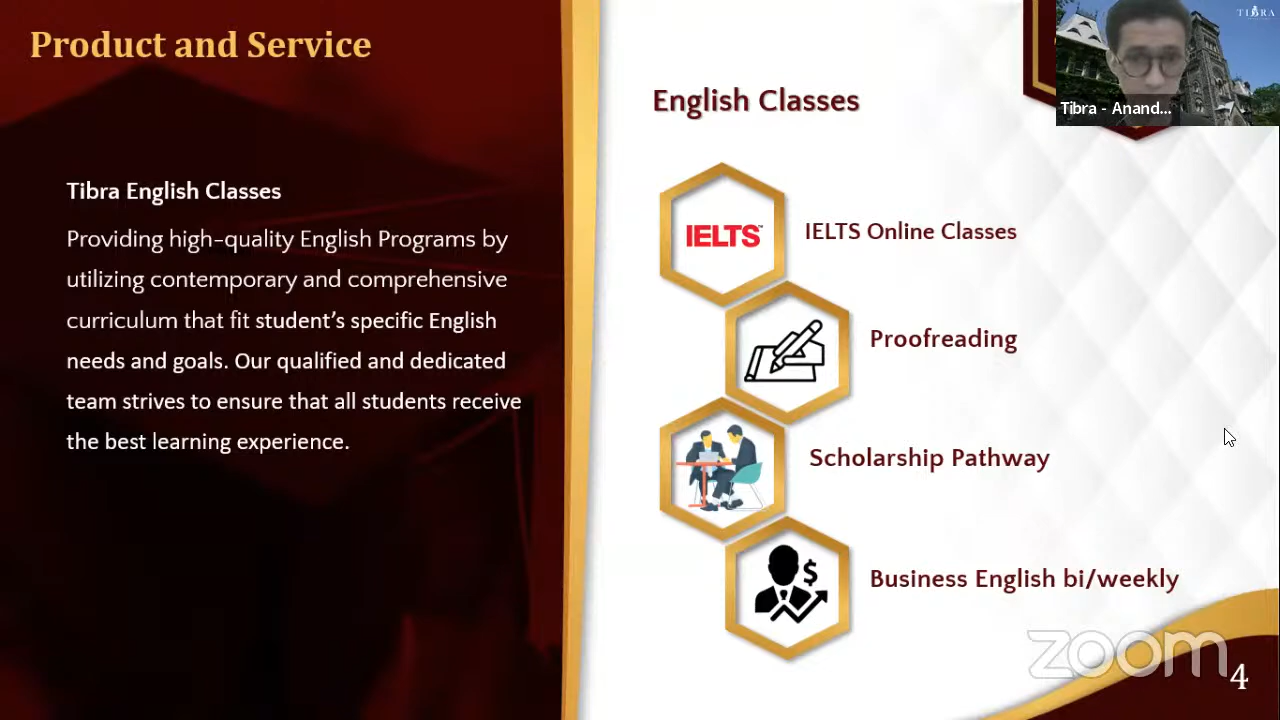 Product and Service
Tibra English Classes
Providing high-quality English Programs by
utilizing contemporary and comprehensive
curriculum that fit student's specific English
needs and goals. Our qualified and dedicated
team strives to ensure that all students receive
the best learning experience.
English Classes
TIBRA
Tibra - Anand...
IELTS™
IELTS Online Classes
Proofreading
Scholarship Pathway
$
Business English bi/weekly
zoom
4